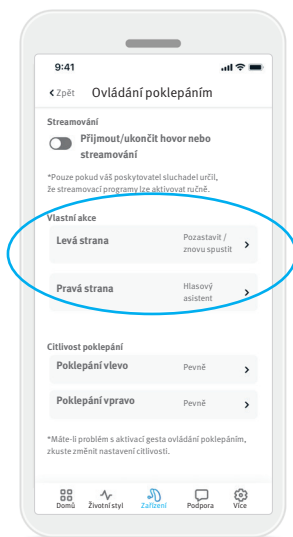 9:41
Zpět Ovládání poklepáním
Streamování
Přijmout/ukončit hovor nebo
streamování
*Pouze pokud váš poskytovatel sluchadel určil,
že streamovací programy lze aktivovat ručně.
Vlastní akce
Levá strana Pozastavit /
znovu spustit
Pravá strana Hlasový
asistent
Citlivost poklepání
Poklepání vlevo Pevně
Poklepání vpravo Pevně
*Máte-li problém s aktivací gesta ovládání poklepáním,
zkuste změnit nastavení citlivosti.
Domů Životní styl Zařízení Podpora Více